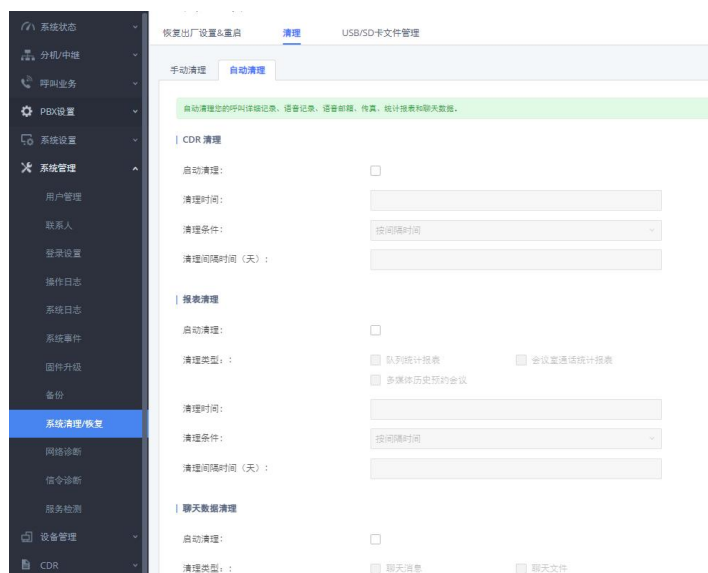 系统状态
分机/中继
呼叫业务
PBX设置
系统设置
系统管理
用户管理
联系人
登录设置
操作日志
系统日志
系统事件
固件升级
备份
系统清理/恢复
网络诊断
信令诊断
服务检测
设备管理
CDR
恢复出厂设置&重启 清理 USB/SD卡文件管理
手动清理 自动清理
自动清理您的呼叫详细记录、语音记录、语音邮箱、传真、统计报表和聊天数据。
CDR 清理
启动清理：
清理时间：
清理条件： 按间隔时间
清理间隔时间（天）：
报表清理
启动清理：
清理类型：： 队列统计报表 会议室通话统计报表
多媒体历史预约会议
清理时间：
清理条件： 按间隔时间
清理间隔时间（天）：
聊天数据清理
启动清理：
清理类型：： 聊天消息 聊天文件